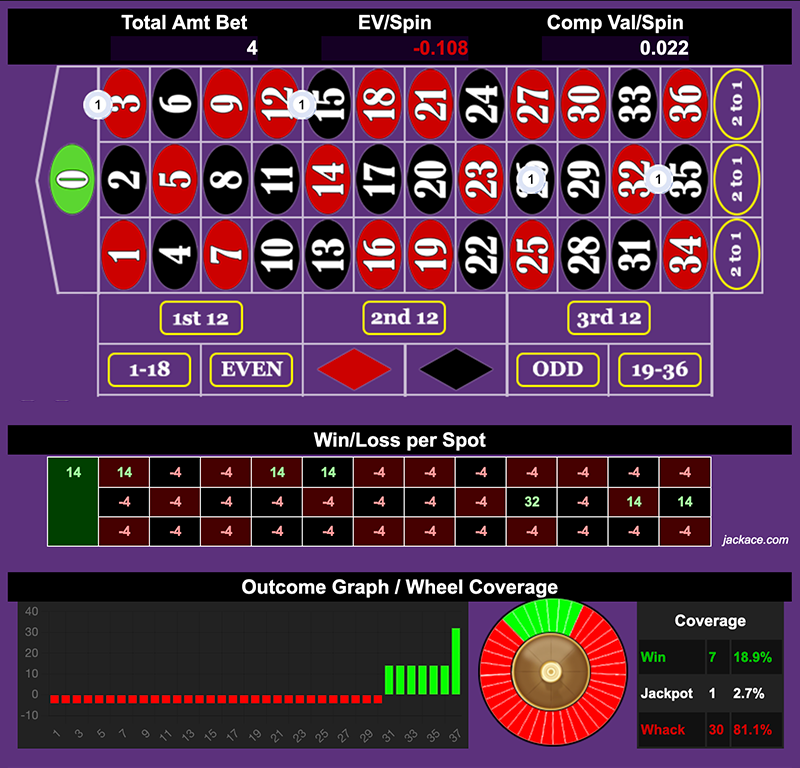 Total Amt Bet EV/Spin Comp Val/Spin
4 -0.108 0.022
3 6 9 12 15 18 21 24 27 30 33 36 2 to 1
1 1
0 2 5 8 11 14 17 20 23 29 32 35 2 to 1
1 1
1 4 7 10 13 16 19 22 25 28 31 34 2 to 1
1st 12 2nd 12 3rd 12
1-18 EVEN ODD 19-36
Win/Loss per Spot
14 14 -4 -4 14 14 -4 -4 -4 -4 -4 -4 -4
-4 -4 -4 -4 -4 -4 -4 -4 32 -4 14 14
-4 -4 -4 -4 -4 -4 -4 -4 -4 -4 -4 -4
jackace.com
Outcome Graph / Wheel Coverage
40
30
20
10
0
-10
1 3 5 7 9 11 13 15 17 19 21 23 25 27 29 31 33 35 37
Coverage
Win 7 18.9%
Jackpot 1 2.7%
Whack 30 81.1%